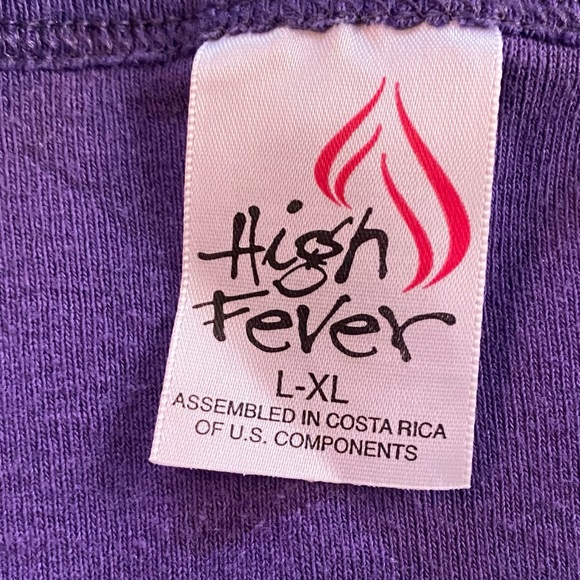 High
Fever
L-XL
ASSEMBLED IN COSTA RICA
OF U.S. COMPONENTS